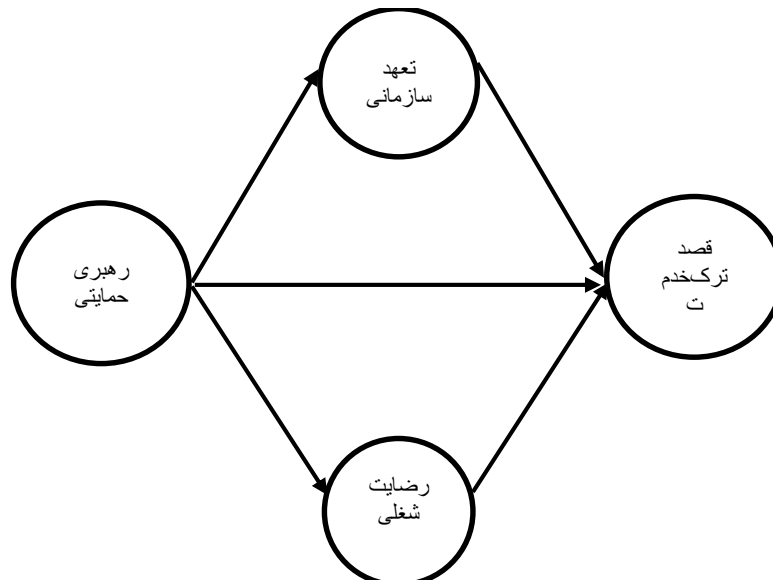 تعهد
سازمانی
رهبری
حمایتی
قصد
ترک‌خدم
ت
رضایت
شغلی